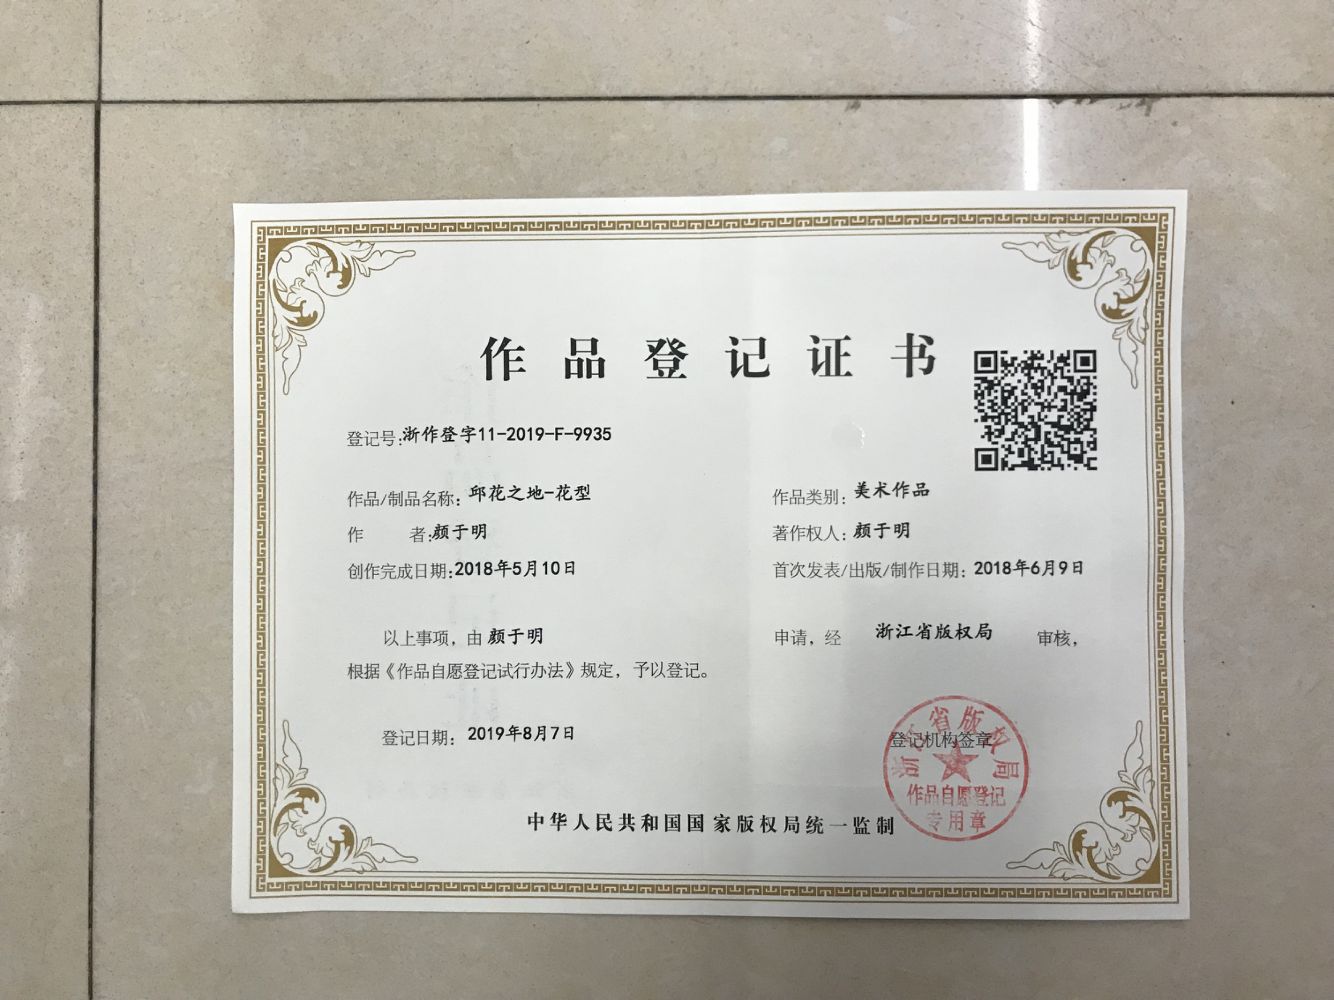 作品登记证书
登记号:浙作登字11-2019-F-9935
作品/制品名称：邱花之地-花型
作品类别：美术作品
作 者:颜于明
著作权人：颜于明
创作完成日期:2018年5月10日
首次发表/出版/制作日期：2018年6月9日
以上事项，由 颜于明 申请，经 浙江省版权局 审核，
根据《作品自愿登记试行办法》规定，予以登记。
登记日期：2019年8月7日
登记机构签章
浙江省版权局
作品自愿登记
专用章
中华人民共和国国家版权局统一监制